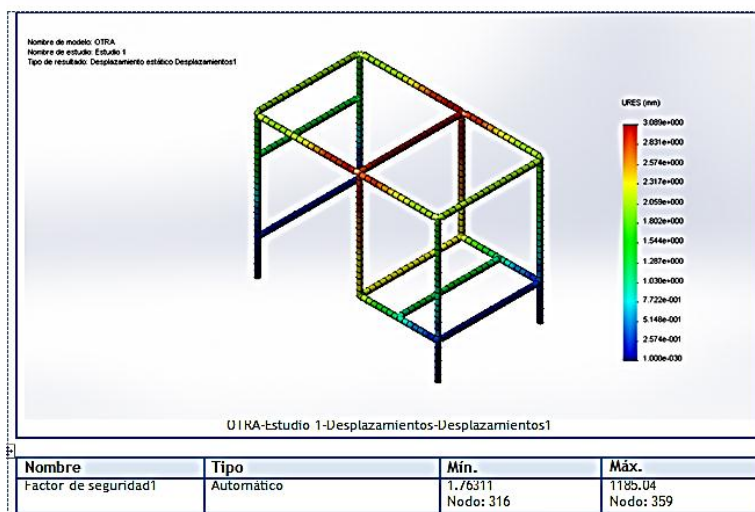 Nombre de modelo: OTRA
Nombre de estudio: Estudio 1
Tipo de resultado: Desplazamiento estático Desplazamientos1
URES (mm)
3.089e+000
2.831e+000
2.574e+000
2.317e+000
2.059e+000
1.802e+000
1.544e+000
1.287e+000
1.030e+000
7.722e-001
5.148e-001
2.574e-001
1.000e-030
OTRA-Estudio 1-Desplazamientos-Desplazamientos1
Nombre Tipo Mín. Máx.
Factor de seguridad1 Automático 1.76311 1185.04
Nodo: 316 Nodo: 359